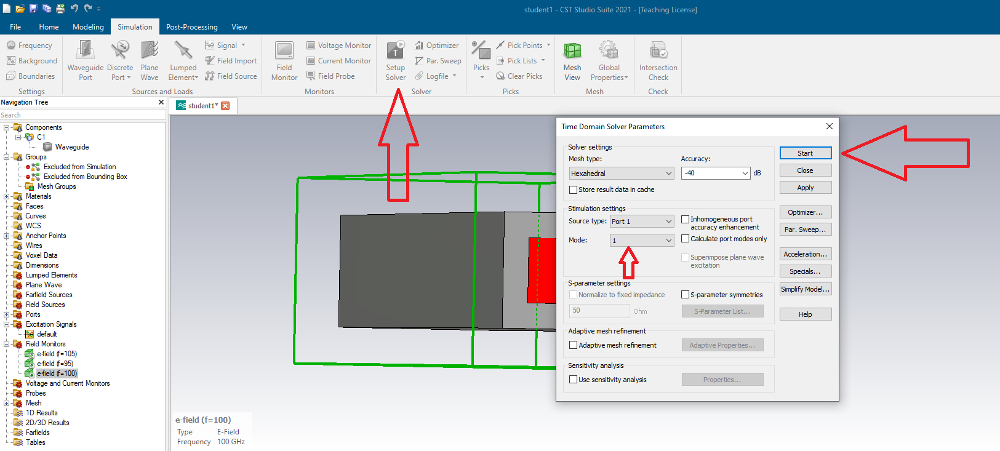 student1 - CST Studio Suite 2021 - [Teaching License]
File Home Modeling Simulation Post-Processing View
Frequency
Background
Boundaries
Settings
Waveguide Port
Discrete Port
Plane Wave
Lumped Element
Signal
Field Import
Field Source
Sources and Loads
Field Monitor
Voltage Monitor
Current Monitor
Field Probe
Monitors
T
Setup Solver
Optimizer
Par. Sweep
Logfile
Solver
Picks
Pick Points
Pick Lists
Clear Picks
Picks
Mesh View
Global Properties
Mesh
Intersection Check
Check
Navigation Tree
Search
Components
C1
Waveguide
Groups
Excluded from Simulation
Excluded from Bounding Box
Mesh Groups
Materials
Faces
Curves
WCS
Anchor Points
Wires
Voxel Data
Dimensions
Lumped Elements
Plane Wave
Farfield Sources
Field Sources
Ports
Excitation Signals
default
Field Monitors
e-field (f=105)
e-field (f=95)
e-field (f=100)
Voltage and Current Monitors
Probes
Mesh
1D Results
2D/3D Results
Farfields
Tables
student1*
e-field (f=100)
Type E-Field
Frequency 100 GHz
Time Domain Solver Parameters
Solver settings
Mesh type: Accuracy:
Hexahedral -40 dB
Store result data in cache
Stimulation settings
Source type: Port 1
Inhomogeneous port
accuracy enhancement
Mode: 1
Calculate port modes only
Superimpose plane wave
excitation
S-parameter settings
Normalize to fixed impedance
S-parameter symmetries
50 Ohm
S-Parameter List...
Adaptive mesh refinement
Adaptive mesh refinement
Adaptive Properties...
Sensitivity analysis
Use sensitivity analysis
Properties...
Start
Close
Apply
Optimizer...
Par. Sweep...
Acceleration...
Specials...
Simplify Model...
Help